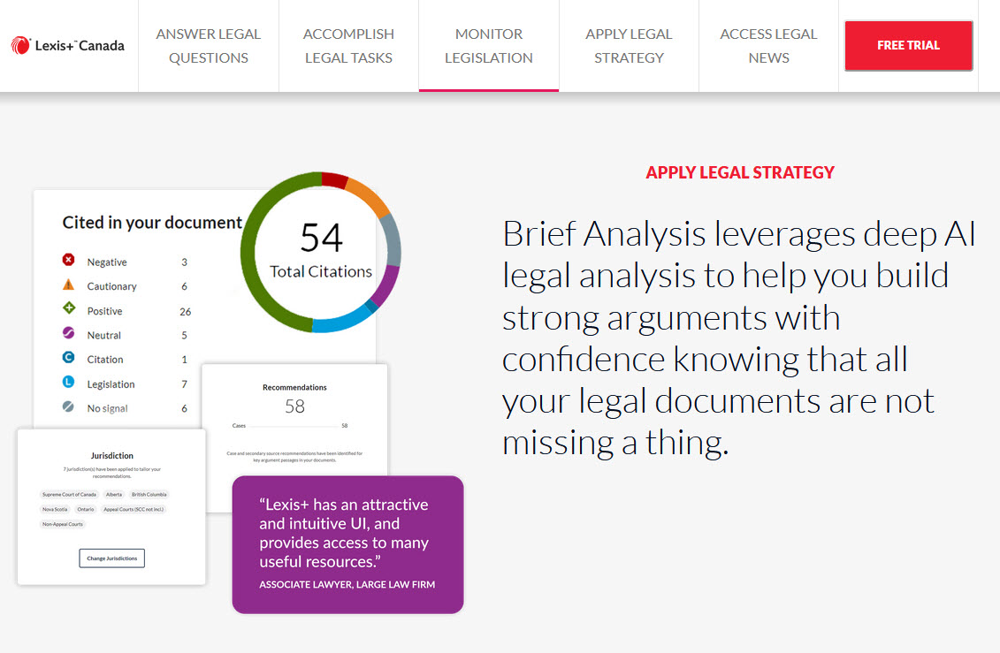 Lexis+™ Canada
ANSWER LEGAL
QUESTIONS
ACCOMPLISH
LEGAL TASKS
MONITOR
LEGISLATION
APPLY LEGAL
STRATEGY
ACCESS LEGAL
NEWS
FREE TRIAL
Cited in your document
Negative 3
Cautionary 6
Positive 26
Neutral 5
C Citation 1
L Legislation 7
No signal 6
54
Total Citations
Recommendations
58
Cases 58
Case and secondary source recommendations have been identified for
key argument passages in your documents.
Jurisdiction
7 jurisdiction(s) have been applied to tailor your
recommendations.
Supreme Court of Canada Alberta British Columbia
Nova Scotia Ontario Appeal Courts (SCC not incl.)
Non-Appeal Courts
Change Jurisdictions
“Lexis+ has an attractive
and intuitive UI, and
provides access to many
useful resources.”
ASSOCIATE LAWYER, LARGE LAW FIRM
APPLY LEGAL STRATEGY
Brief Analysis leverages deep AI
legal analysis to help you build
strong arguments with
confidence knowing that all
your legal documents are not
missing a thing.